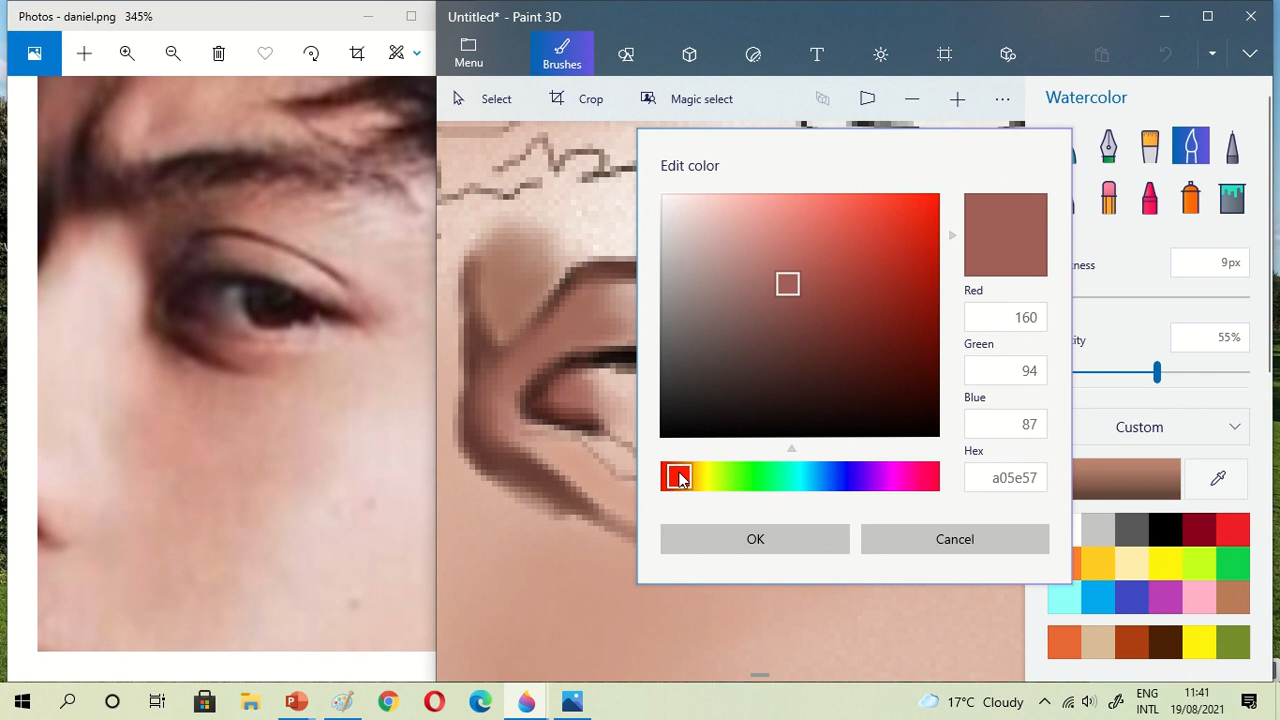 Photos - daniel.png 345%
Untitled* - Paint 3D
Menu
Brushes
Select
Crop
Magic select
Watercolor
Edit color
Red
160
Green
94
Blue
87
Hex
a05e57
OK
Cancel
9px
55%
Custom
17°C Cloudy
ENG
INTL
11:41
19/08/2021